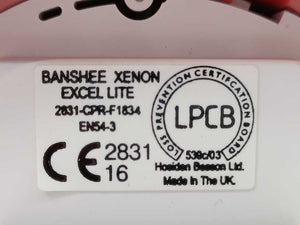 BANSHEE XENON
EXCEL LITE
2831-CPR-F1834
EN54-3
CE 2831
16
LOSS PREVENTION CERTIFICATION BOARD
LPCB
539c/03
Hosiden Besson Ltd.
Made In The UK.